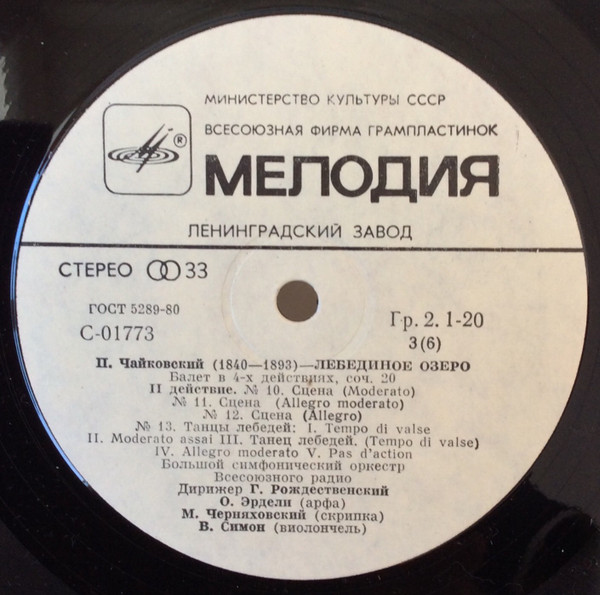 МИНИСТЕРСТВО КУЛЬТУРЫ СССР
ВСЕСОЮЗНАЯ ФИРМА ГРАМПЛАСТИНОК
®
МЕЛОДИЯ
ЛЕНИНГРАДСКИЙ ЗАВОД
СТЕРЕО 33
ГОСТ 5289-80
С-01773
Гр. 2. 1-20
3(6)
П. Чайковский (1840—1893)—ЛЕБЕДИНОЕ ОЗЕРО
Балет в 4-х действиях, соч. 20
II действие. № 10. Сцена (Moderato)
№ 11. Сцена (Allegro moderato)
№ 12. Сцена (Allegro)
№ 13. Танцы лебедей: I. Tempo di valse
II. Moderato assai III. Танец лебедей. (Tempo di valse)
IV. Allegro moderato V. Pas d'action
Большой симфонический оркестр
Всесоюзного радио
Дирижер Г. Рождественский
О. Эрдели (арфа)
М. Черняховский (скрипка)
В. Симон (виолончель)